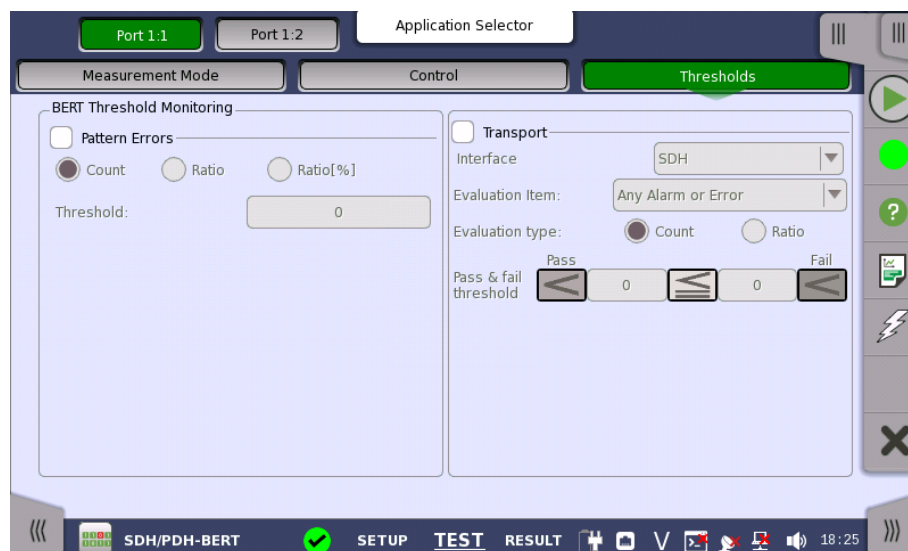 Port 1:1
Port 1:2
Application Selector
Measurement Mode
Control
Thresholds
BERT Threshold Monitoring
Pattern Errors
Count
Ratio
Ratio[%]
Threshold:
0
Transport
Interface
SDH
Evaluation Item:
Any Alarm or Error
Evaluation type:
Count
Ratio
Pass
Fail
Pass & fail
threshold
<
0
≤
0
<
SDH/PDH-BERT
SETUP
TEST
RESULT
18:25